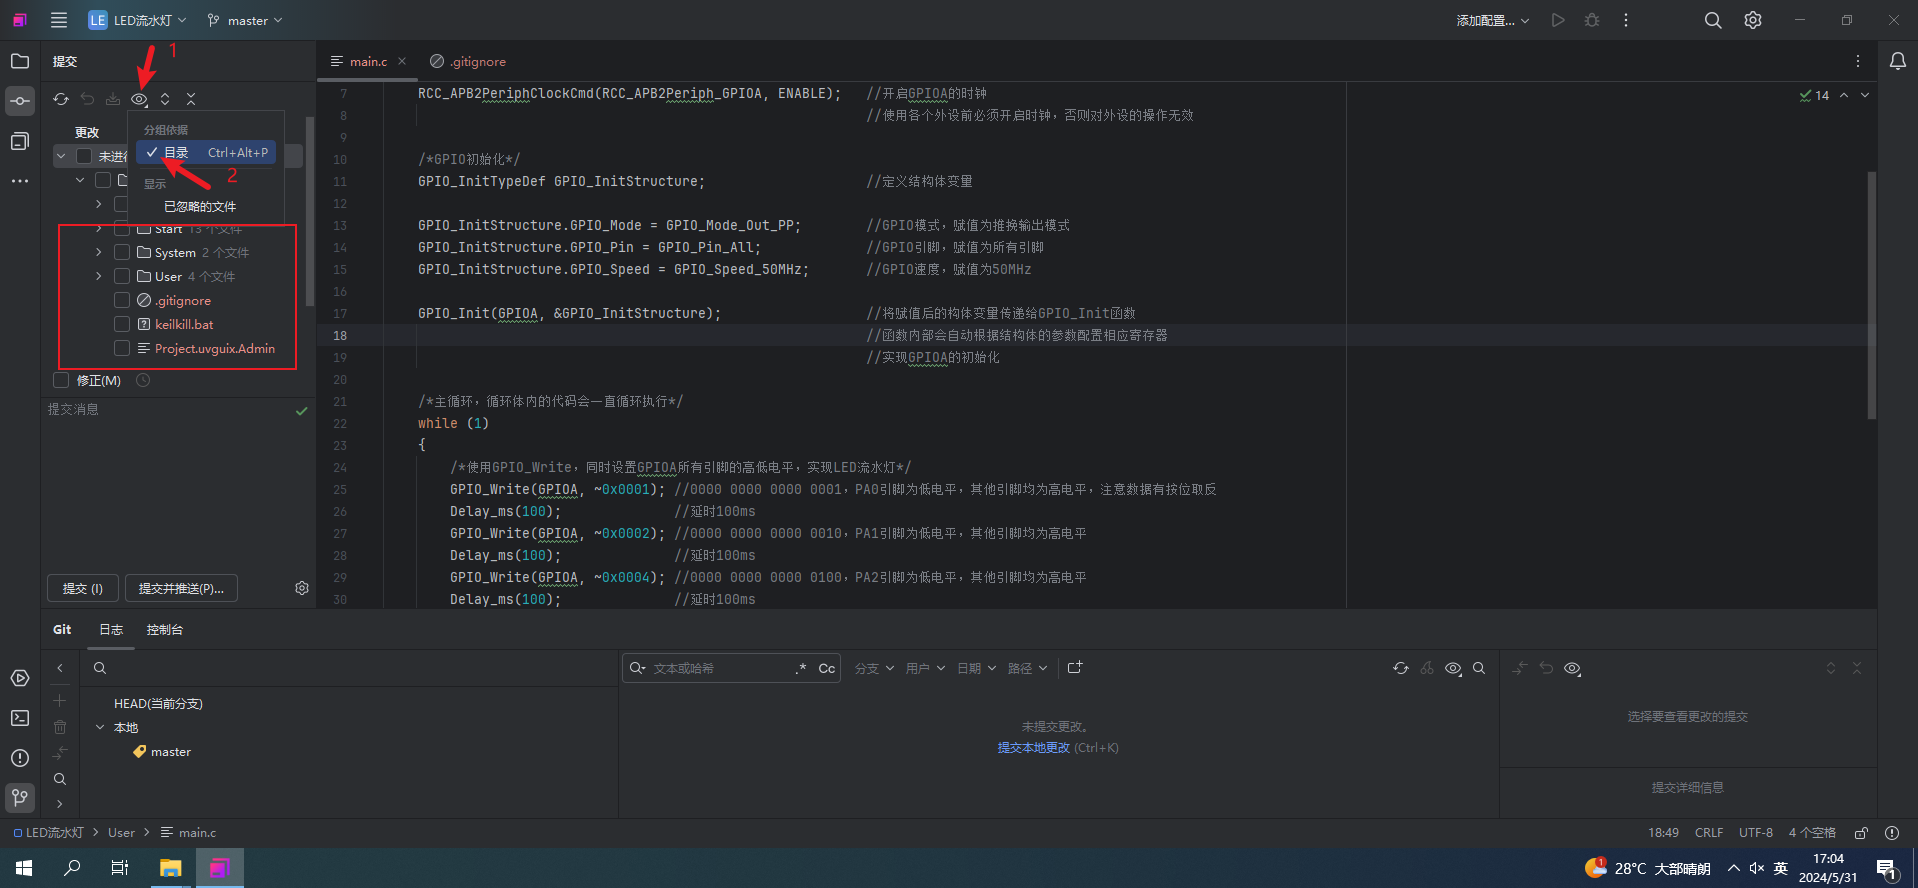 LE LED流水灯 master 添加配置...
1
提交
main.c .gitignore
更改
分组依据
目录 Ctrl+Alt+P
2
显示
已忽略的文件
未进行
Start 13 个文件
System 2 个文件
User 4 个文件
.gitignore
keilkill.bat
Project.uvguix.Admin
修正(M)
提交消息
提交 (I) 提交并推送(P)...
14
7 RCC_APB2PeriphClockCmd(RCC_APB2Periph_GPIOA, ENABLE); //开启GPIOA的时钟
8 //使用各个外设前必须开启时钟，否则对外设的操作无效
9
10 /*GPIO初始化*/
11 GPIO_InitTypeDef GPIO_InitStructure; //定义结构体变量
12
13 GPIO_InitStructure.GPIO_Mode = GPIO_Mode_Out_PP; //GPIO模式，赋值为推挽输出模式
14 GPIO_InitStructure.GPIO_Pin = GPIO_Pin_All; //GPIO引脚，赋值为所有引脚
15 GPIO_InitStructure.GPIO_Speed = GPIO_Speed_50MHz; //GPIO速度，赋值为50MHz
16
17 GPIO_Init(GPIOA, &GPIO_InitStructure); //将赋值后的构体变量传递给GPIO_Init函数
18 //函数内部会自动根据结构体的参数配置相应寄存器
19 //实现GPIOA的初始化
20
21 /*主循环，循环体内的代码会一直循环执行*/
22 while (1)
23 {
24 /*使用GPIO_Write，同时设置GPIOA所有引脚的高低电平，实现LED流水灯*/
25 GPIO_Write(GPIOA, ~0x0001); //0000 0000 0000 0001，PA0引脚为低电平，其他引脚均为高电平，注意数据有按位取反
26 Delay_ms(100); //延时100ms
27 GPIO_Write(GPIOA, ~0x0002); //0000 0000 0000 0010，PA1引脚为低电平，其他引脚均为高电平
28 Delay_ms(100); //延时100ms
29 GPIO_Write(GPIOA, ~0x0004); //0000 0000 0000 0100，PA2引脚为低电平，其他引脚均为高电平
30 Delay_ms(100); //延时100ms
Git 日志 控制台
文本或哈希 .* Cc 分支 用户 日期 路径
HEAD(当前分支)
本地
master
未提交更改。
提交本地更改 (Ctrl+K)
选择要查看更改的提交
提交详细信息
LED流水灯 > User > main.c
18:49 CRLF UTF-8 4 个空格
1 28°C 大部晴朗 英
17:04
2024/5/31
1